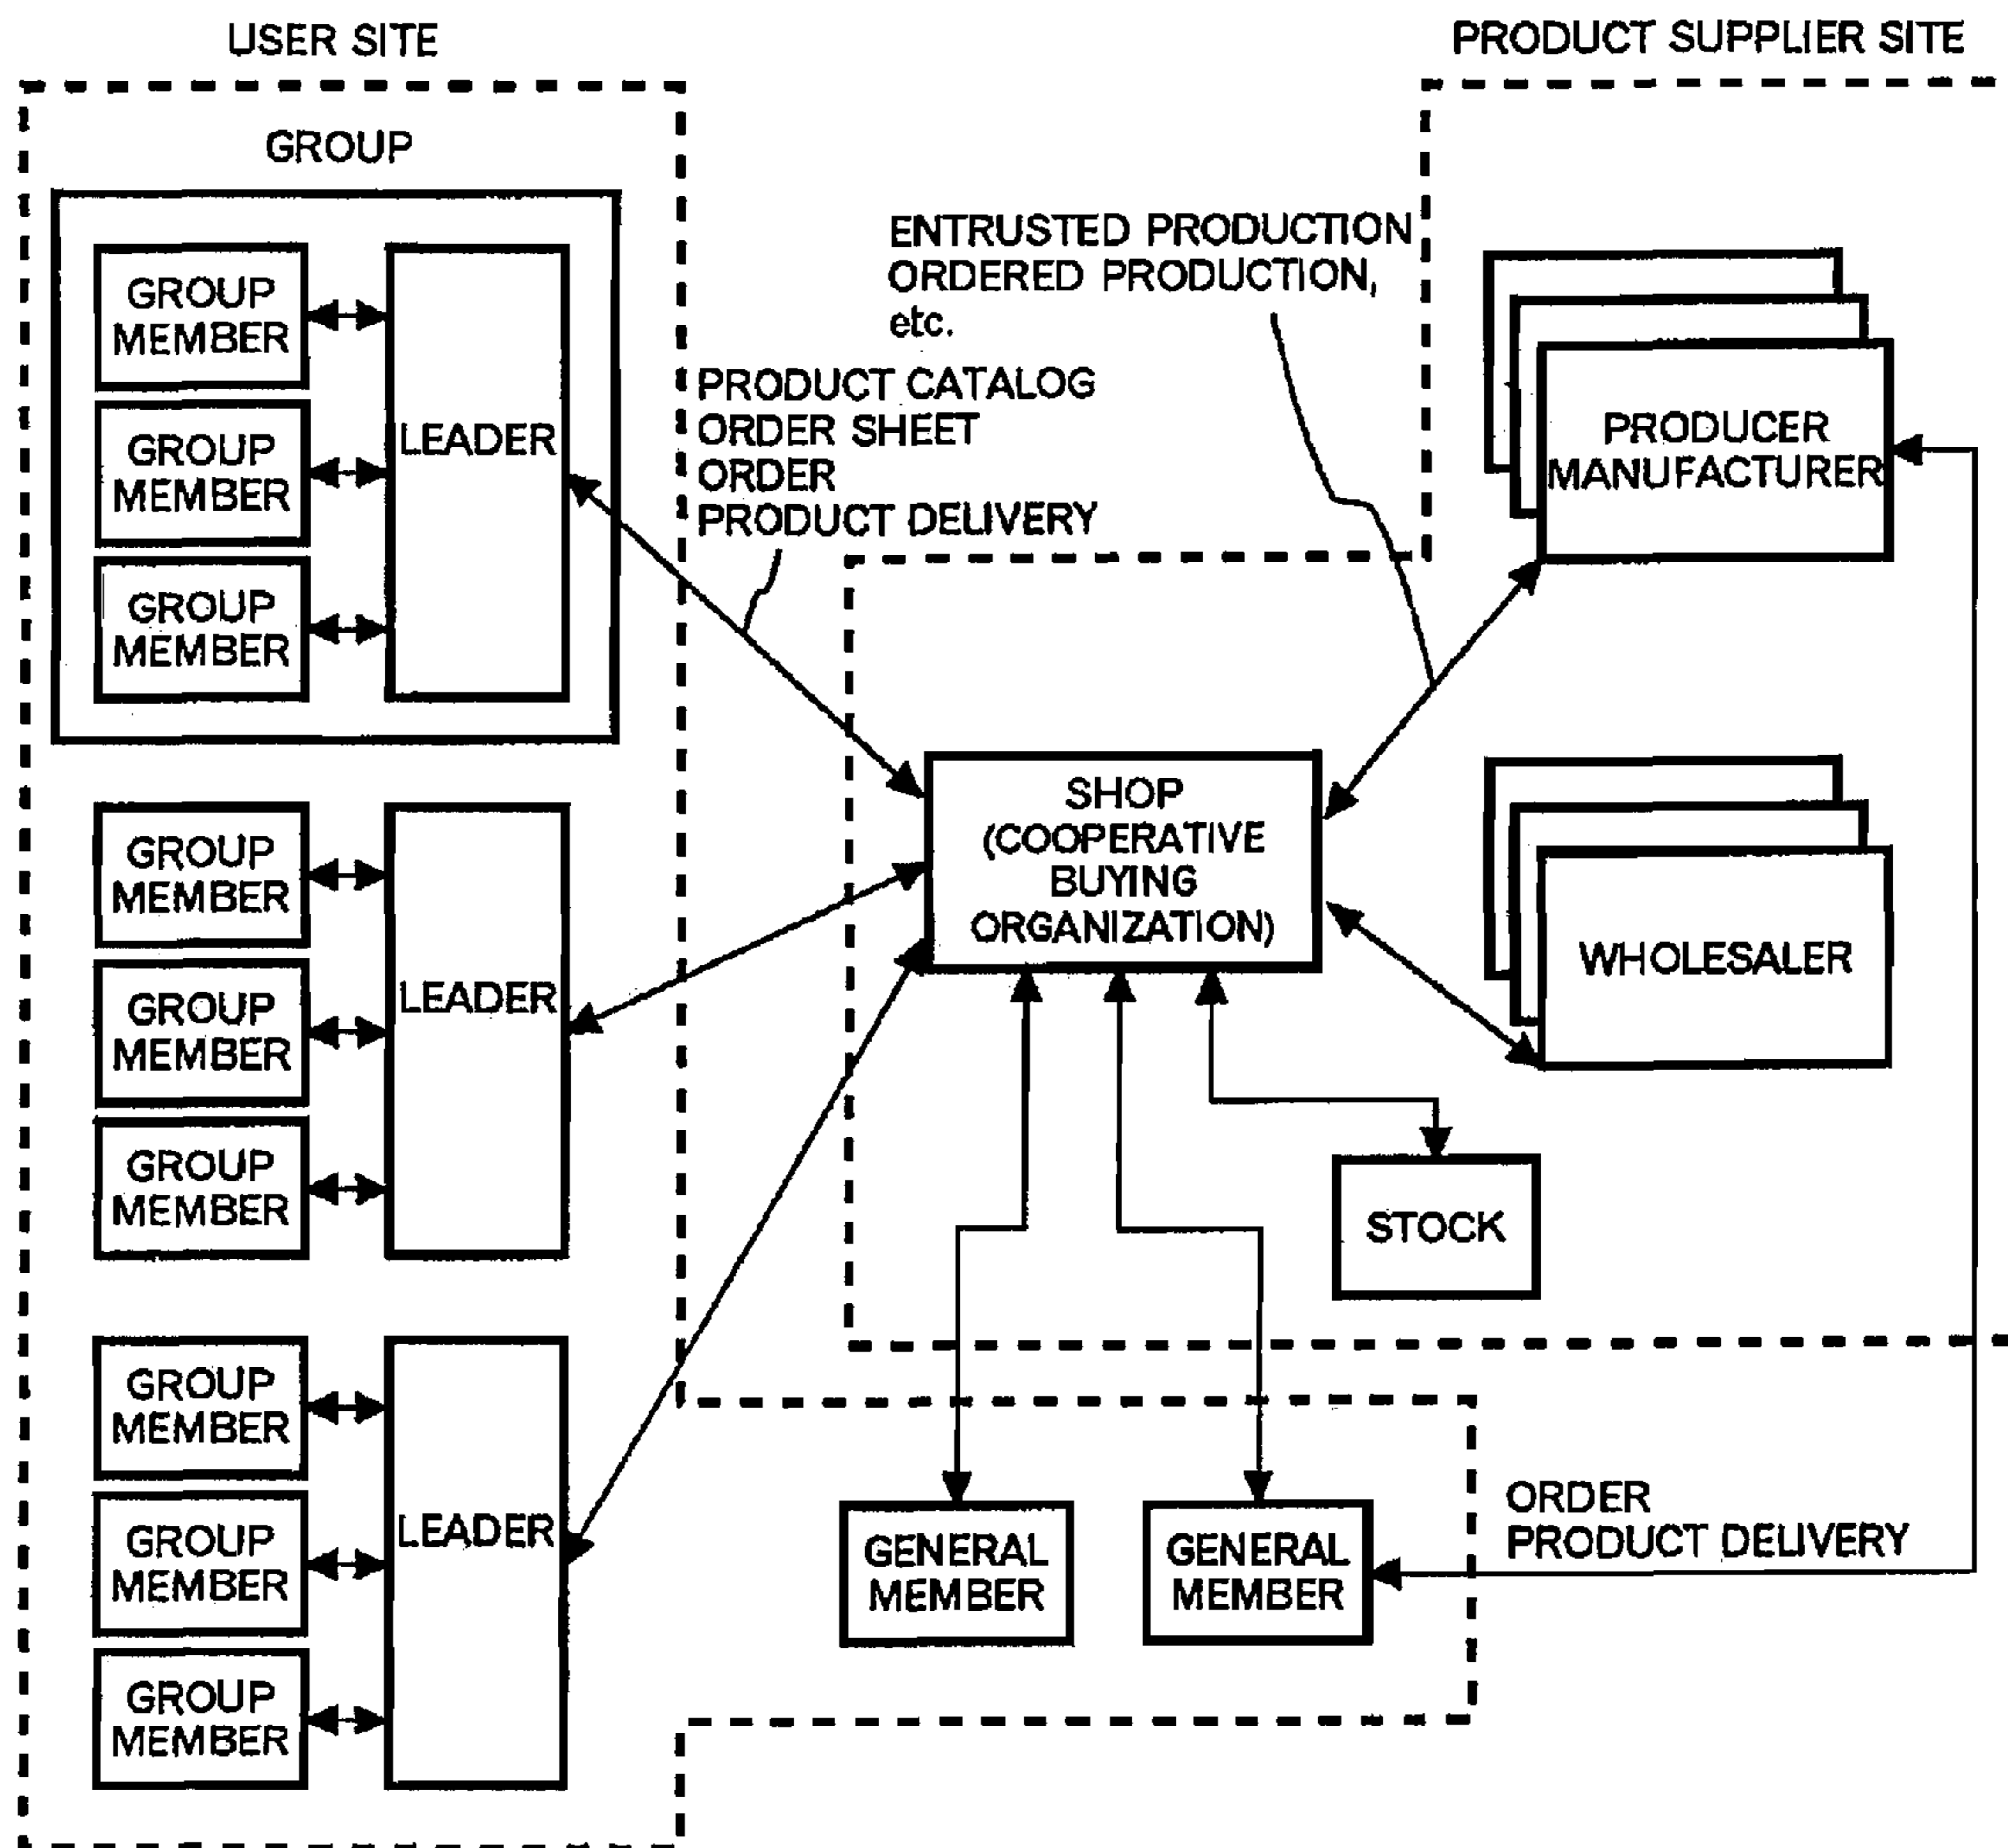 USER SITE
PRODUCT SUPPLIER SITE
GROUP
GROUP
MEMBER
GROUP
MEMBER
GROUP
MEMBER
LEADER
ENTRUSTED PRODUCTION
ORDERED PRODUCTION,
etc.
PRODUCT CATALOG
ORDER SHEET
ORDER
PRODUCT DELIVERY
PRODUCER
MANUFACTURER
SHOP
(COOPERATIVE
BUYING
ORGANIZATION)
WHOLESALER
GROUP
MEMBER
GROUP
MEMBER
GROUP
MEMBER
LEADER
STOCK
GROUP
MEMBER
GROUP
MEMBER
GROUP
MEMBER
LEADER
GENERAL
MEMBER
GENERAL
MEMBER
ORDER
PRODUCT DELIVERY